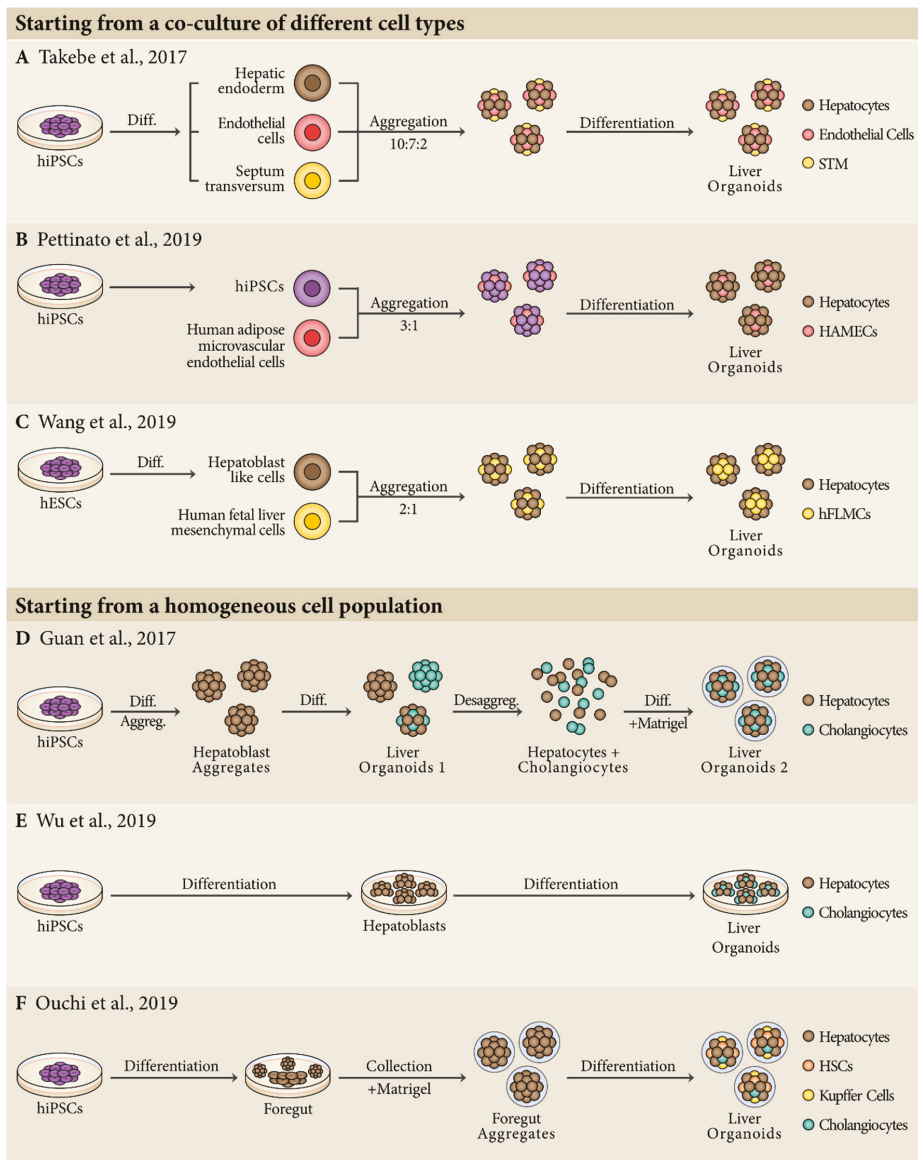 Starting from a co-culture of different cell types
A Takebe et al., 2017
hiPSCs
Diff.
Hepatic
endoderm
Endothelial
cells
Septum
transversum
Aggregation
10:7:2
Differentiation
Liver
Organoids
Hepatocytes
Endothelial Cells
STM
B Pettinato et al., 2019
hiPSCs
hiPSCs
Human adipose
microvascular
endothelial cells
Aggregation
3:1
Differentiation
Liver
Organoids
Hepatocytes
HAMECs
C Wang et al., 2019
hESCs
Diff.
Hepatoblast
like cells
Human fetal liver
mesenchymal cells
Aggregation
2:1
Differentiation
Liver
Organoids
Hepatocytes
hFLMCs
Starting from a homogeneous cell population
D Guan et al., 2017
hiPSCs
Diff.
Aggreg.
Hepatoblast
Aggregates
Diff.
Liver
Organoids 1
Desaggreg.
Hepatocytes +
Cholangiocytes
Diff.
+Matrigel
Liver
Organoids 2
Hepatocytes
Cholangiocytes
E Wu et al., 2019
hiPSCs
Differentiation
Hepatoblasts
Differentiation
Liver
Organoids
Hepatocytes
Cholangiocytes
F Ouchi et al., 2019
hiPSCs
Differentiation
Foregut
Collection
+Matrigel
Foregut
Aggregates
Differentiation
Liver
Organoids
Hepatocytes
HSCs
Kupffer Cells
Cholangiocytes